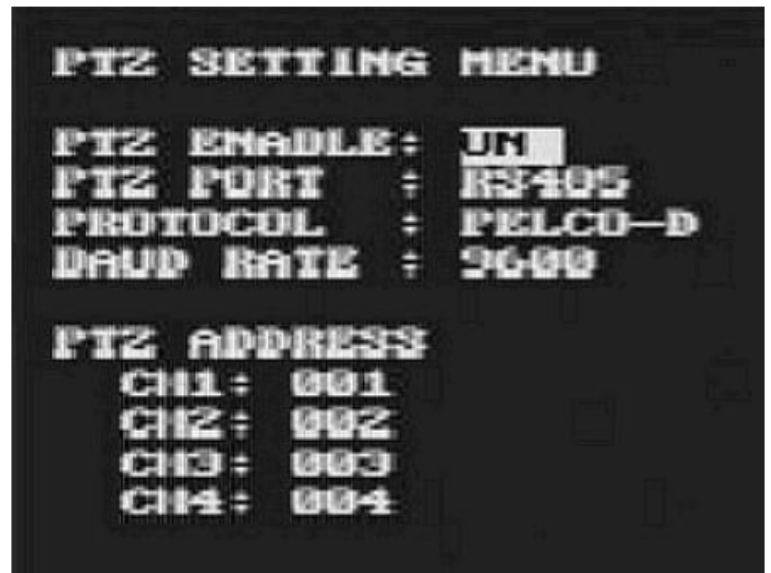 PTZ SETTING MENU
PTZ ENABLE: ON
PTZ PORT : RS485
PROTOCOL : PELCO-D
BAUD RATE : 9600
PTZ ADDRESS
CH1: 001
CH2: 002
CH3: 003
CH4: 004